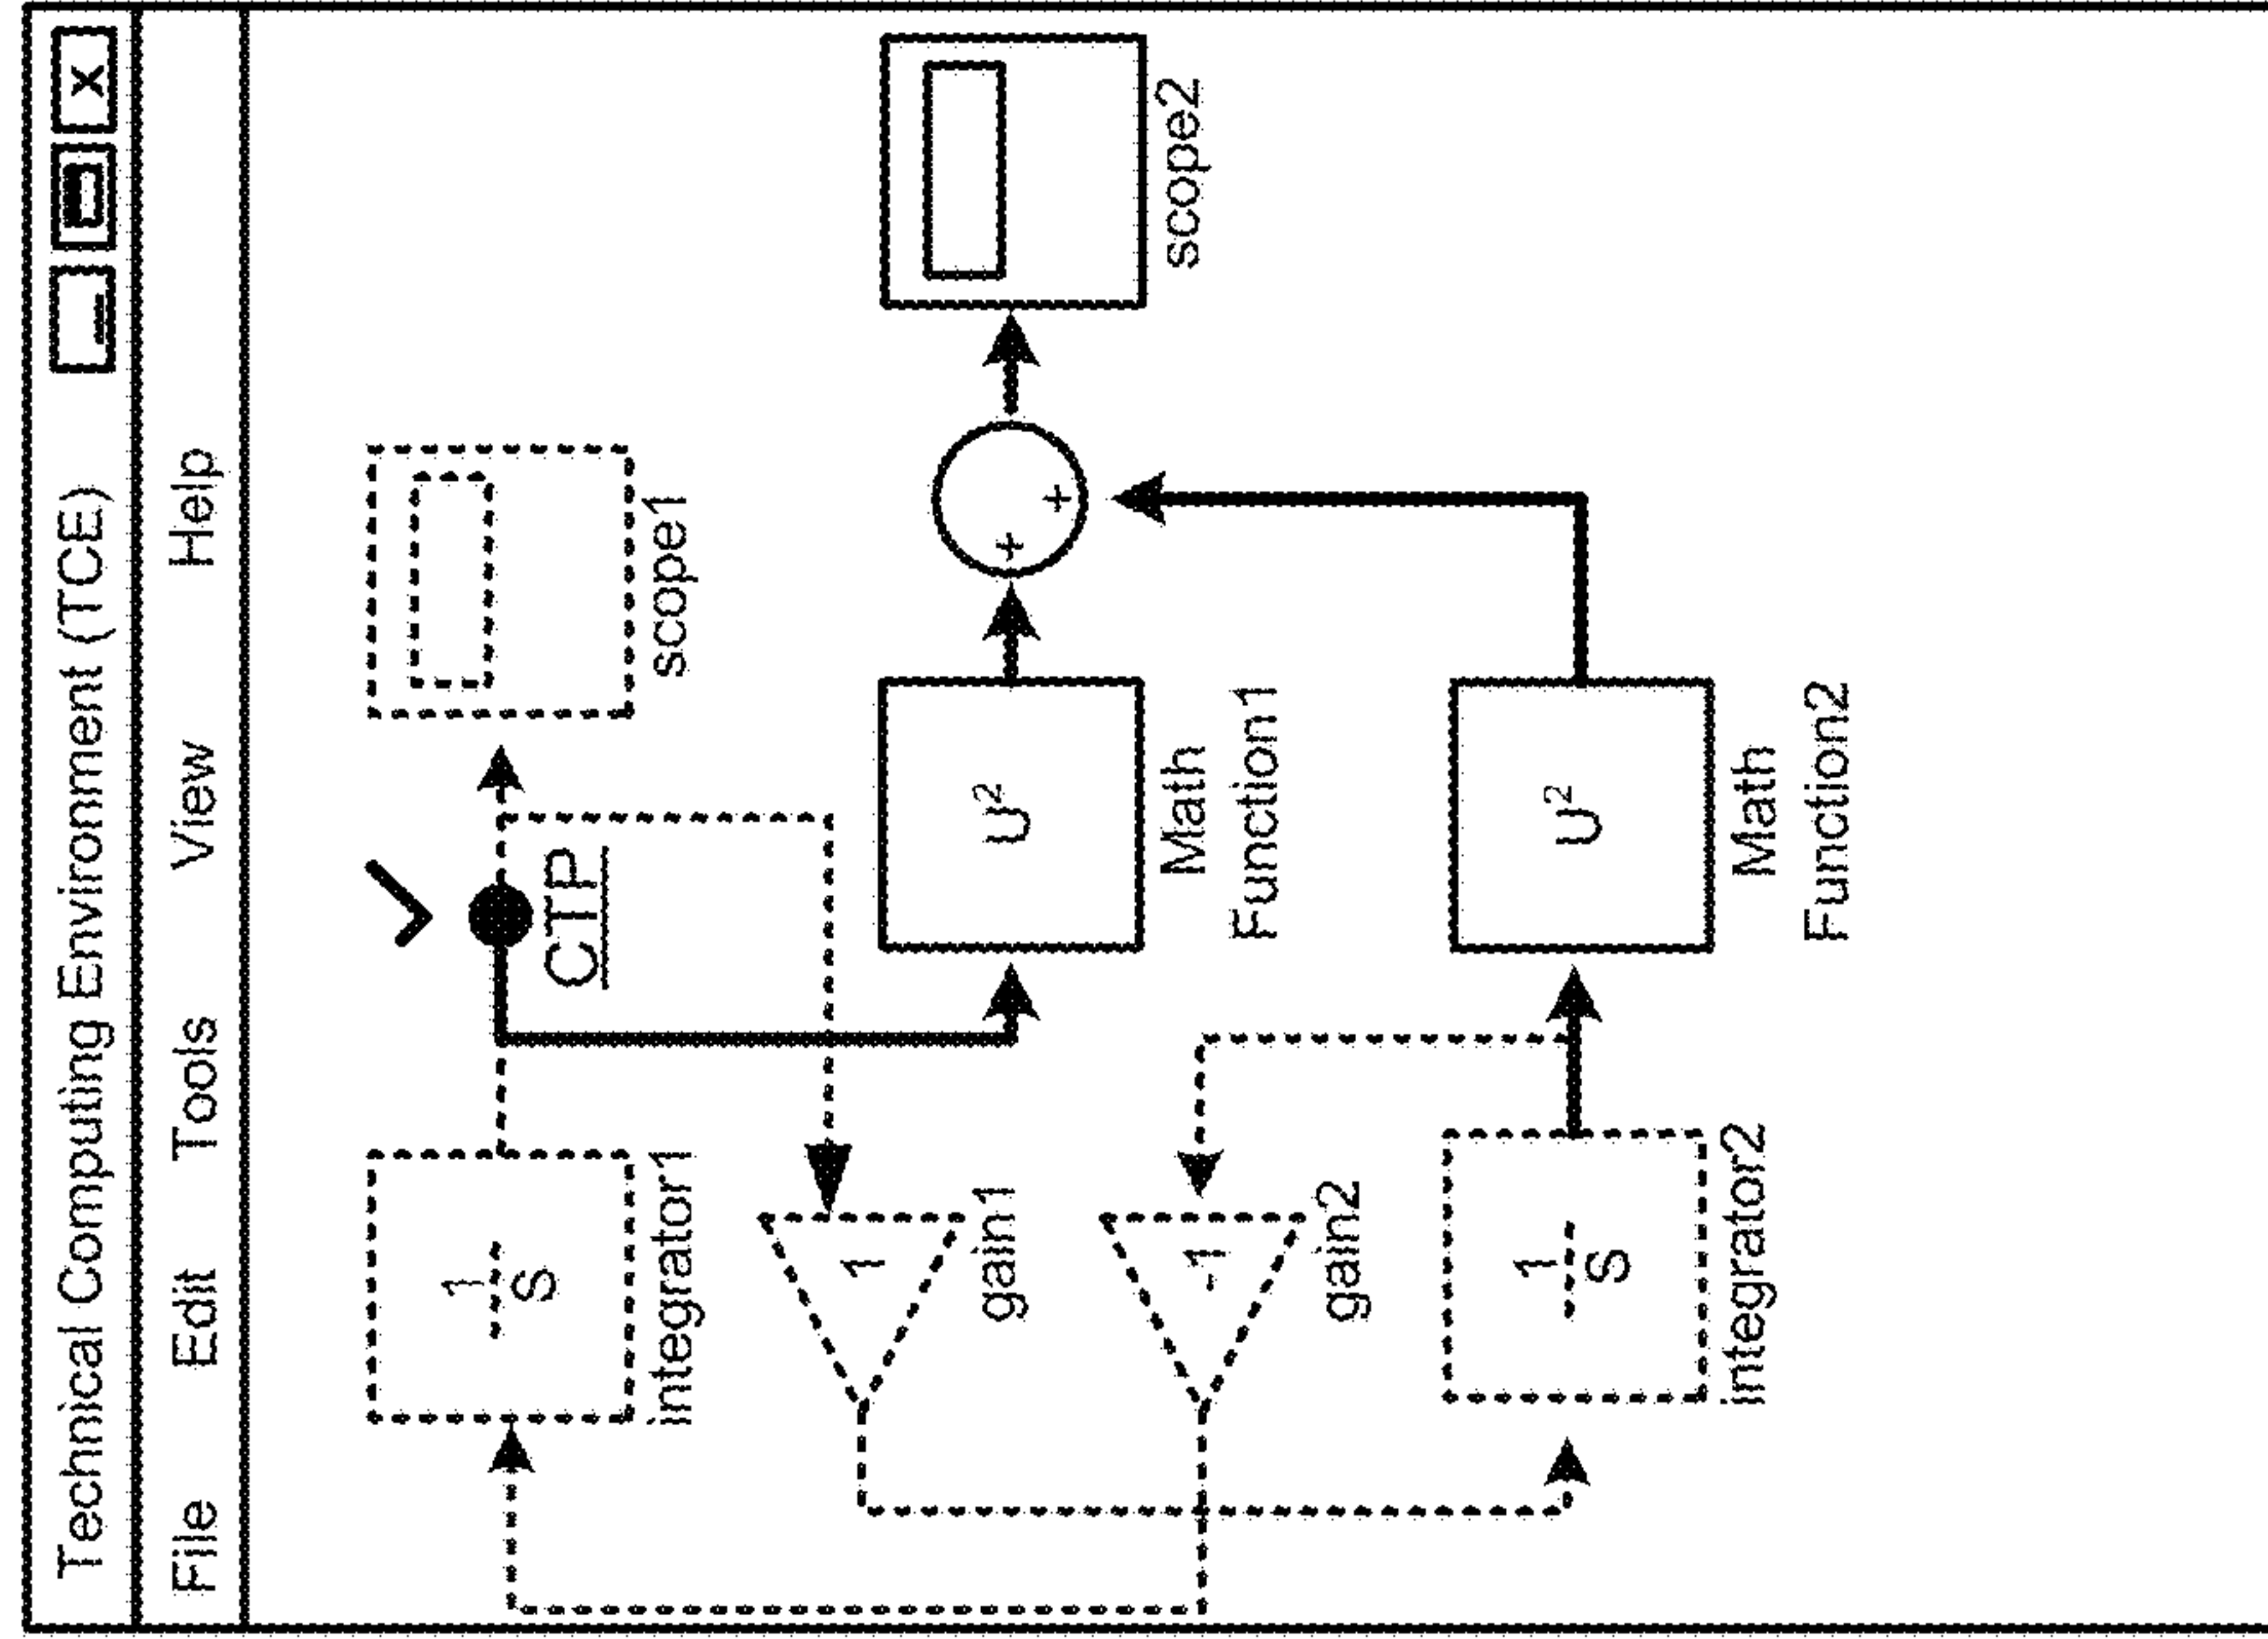 Technical Computing Environment (TCE) _ x
File Edit Tools View Help
1
S
integrator1
CTP
scope1
1
gain1
U²
Math
Function1
+
+
scope2
-1
gain2
1
S
integrator2
U²
Math
Function2